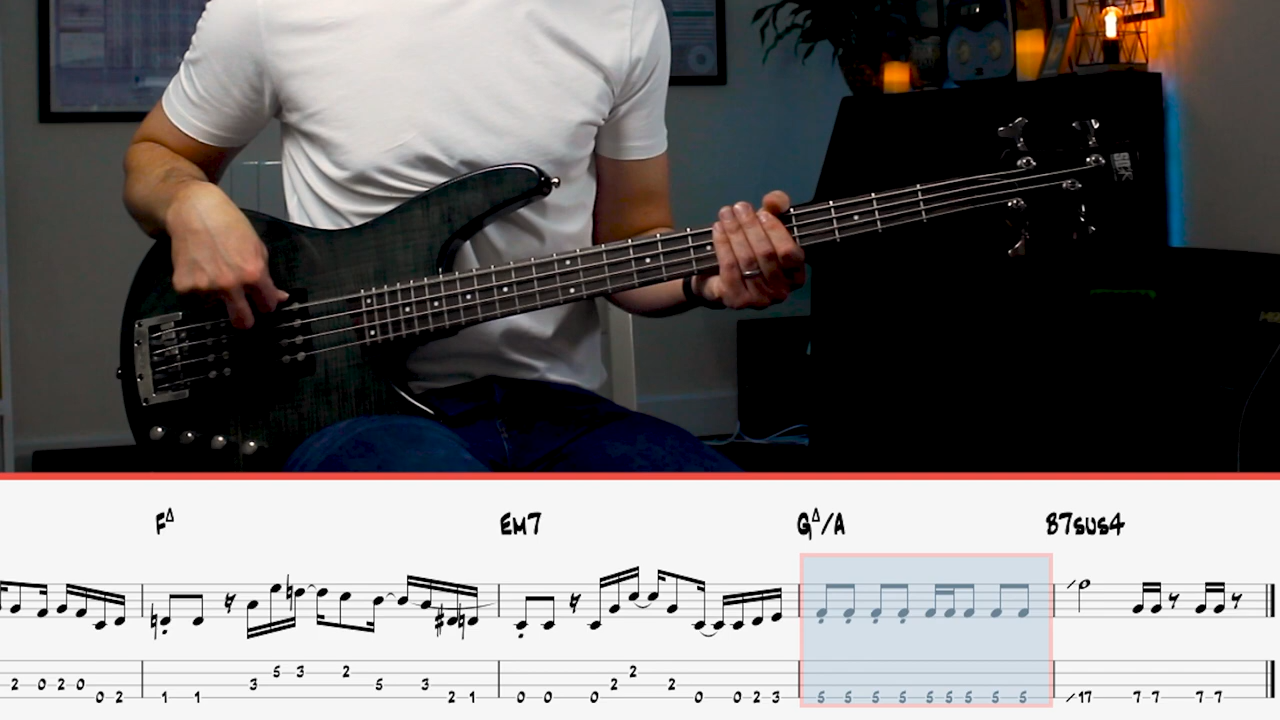 FΔ EM7 GΔ/A B7SUS4
5 3 2 2
2 0 2 0 3 5 3 2 2
0 2 1 1 2 1 0 0 0 0 0 2 3 5 5 5 5 5 5 5 5 5 17 7 7 7 7